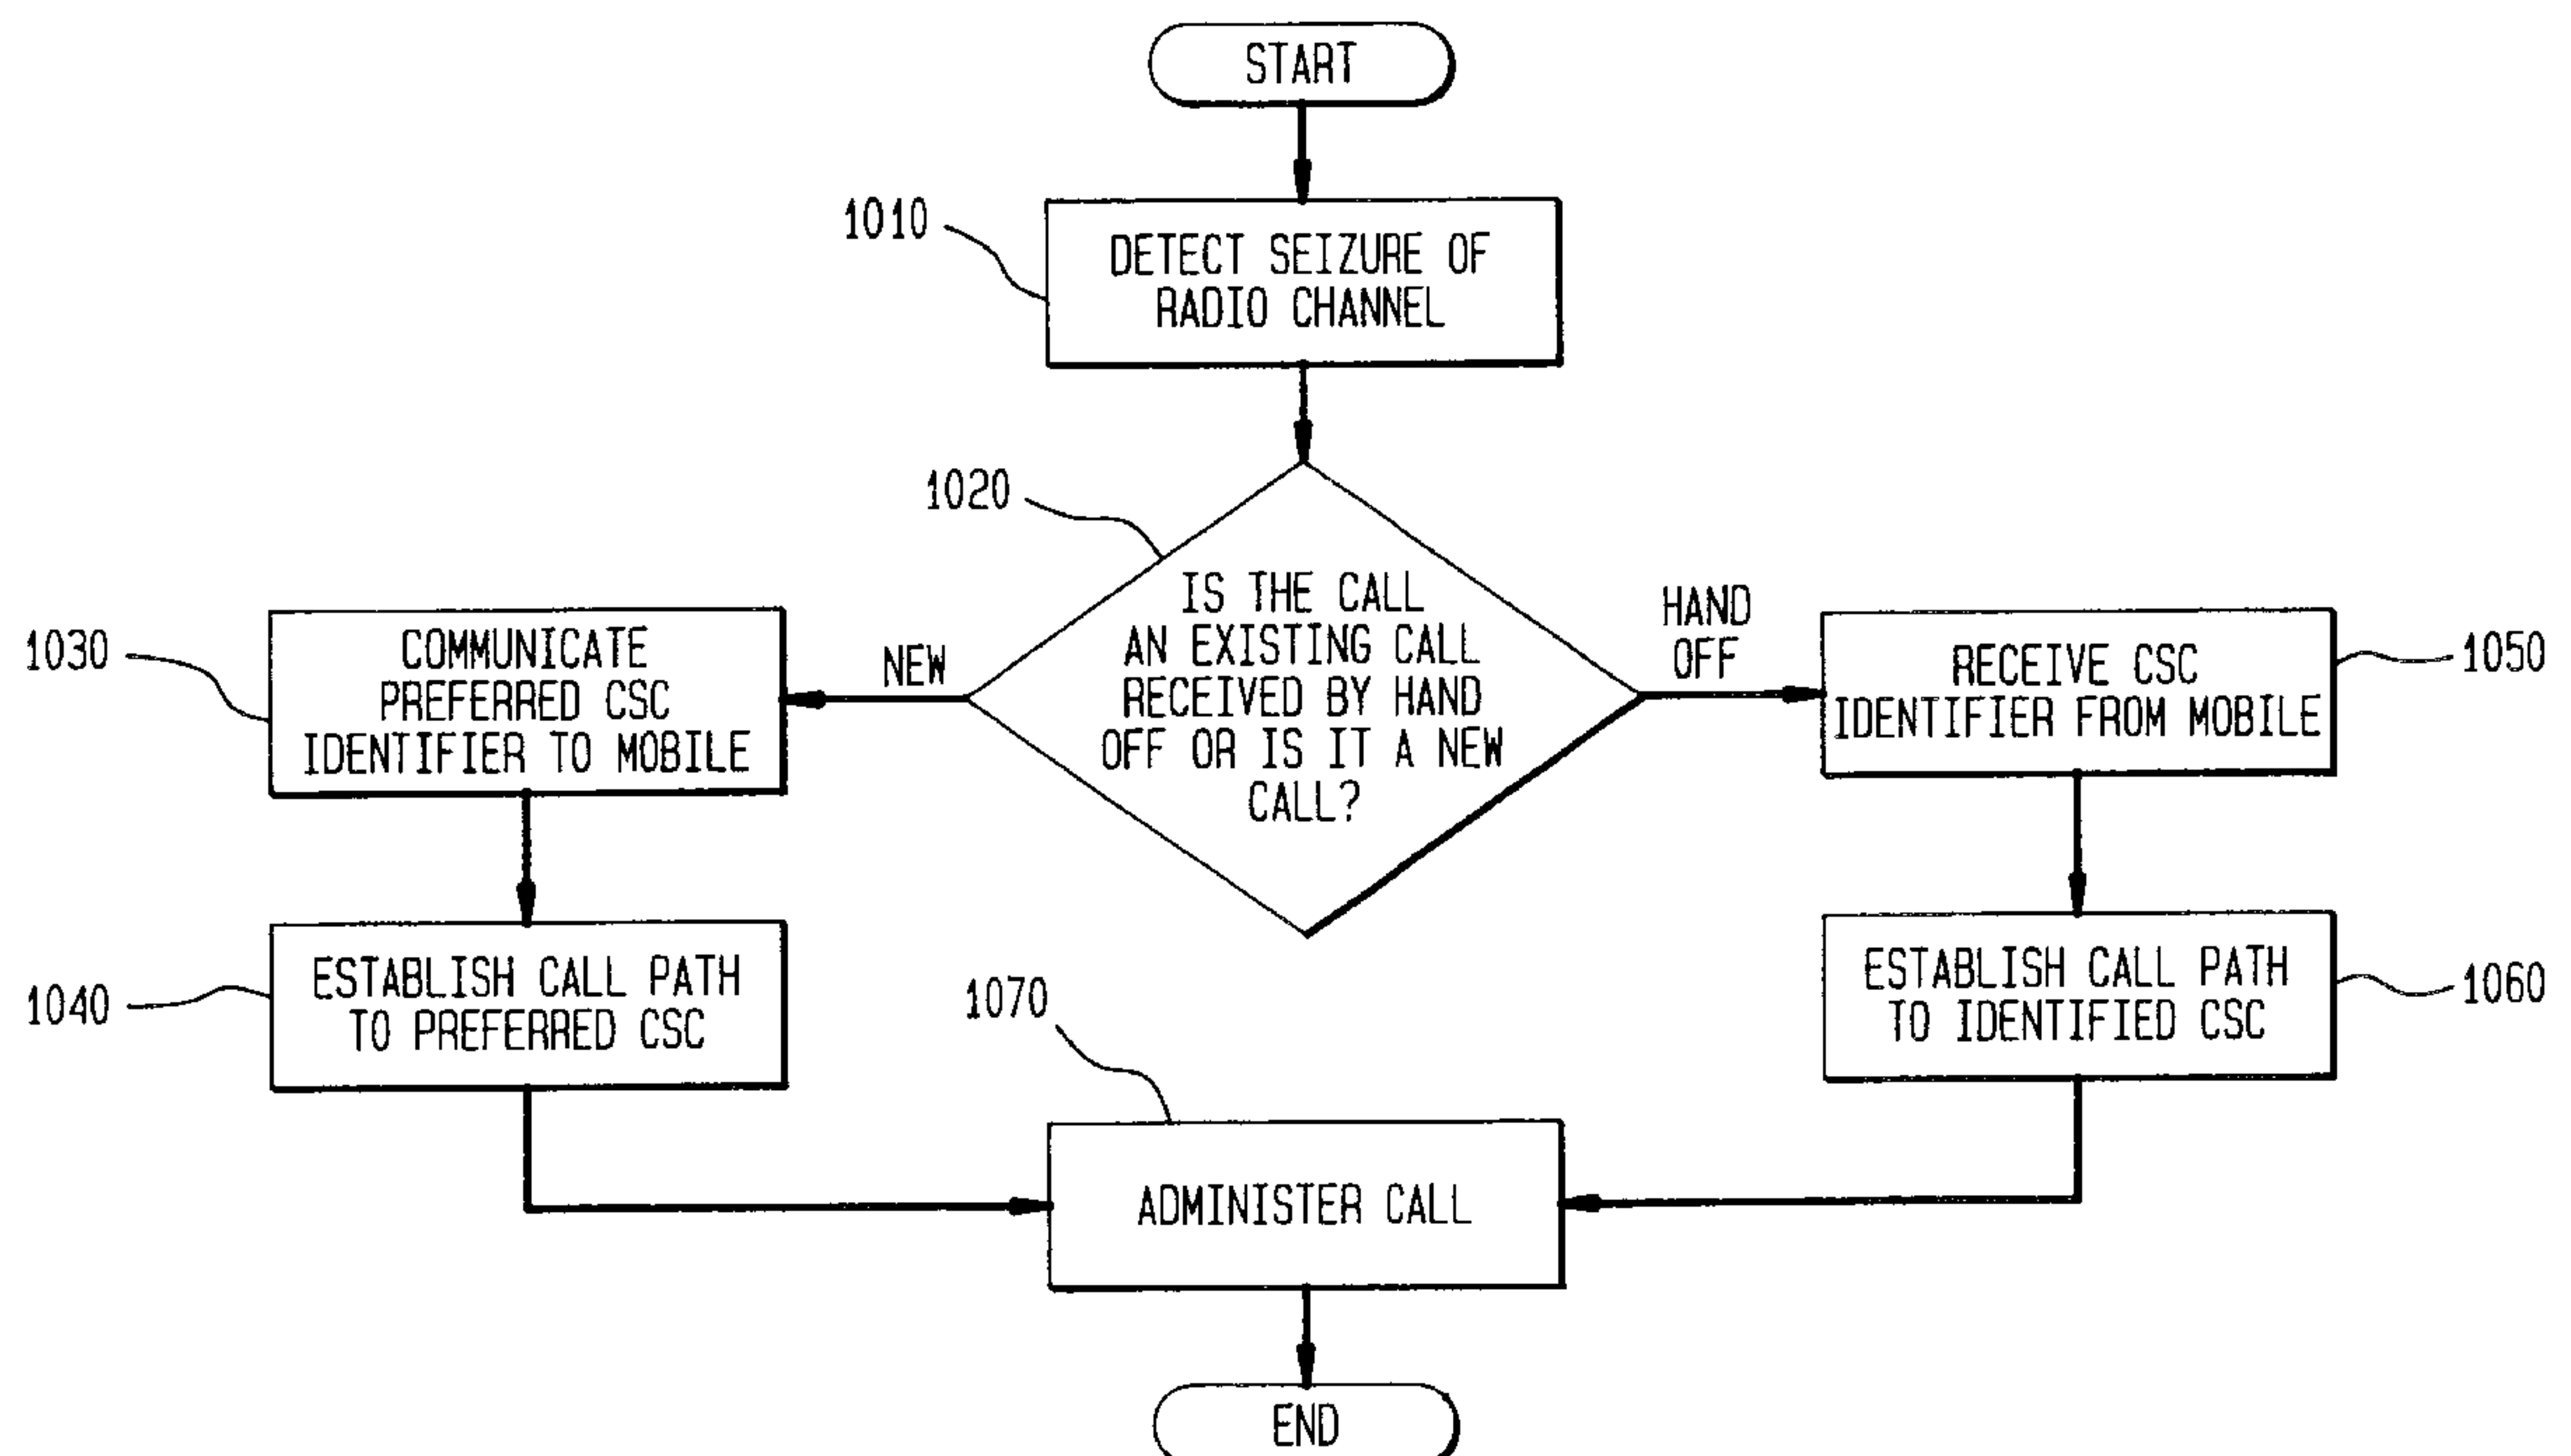 START
1010
DETECT SEIZURE OF
RADIO CHANNEL
1020
IS THE CALL
AN EXISTING CALL
RECEIVED BY HAND
OFF OR IS IT A NEW
CALL?
NEW
HAND
OFF
1030
COMMUNICATE
PREFERRED CSC
IDENTIFIER TO MOBILE
RECEIVE CSC
IDENTIFIER FROM MOBILE
1050
1040
ESTABLISH CALL PATH
TO PREFERRED CSC
ESTABLISH CALL PATH
TO IDENTIFIED CSC
1060
1070
ADMINISTER CALL
END